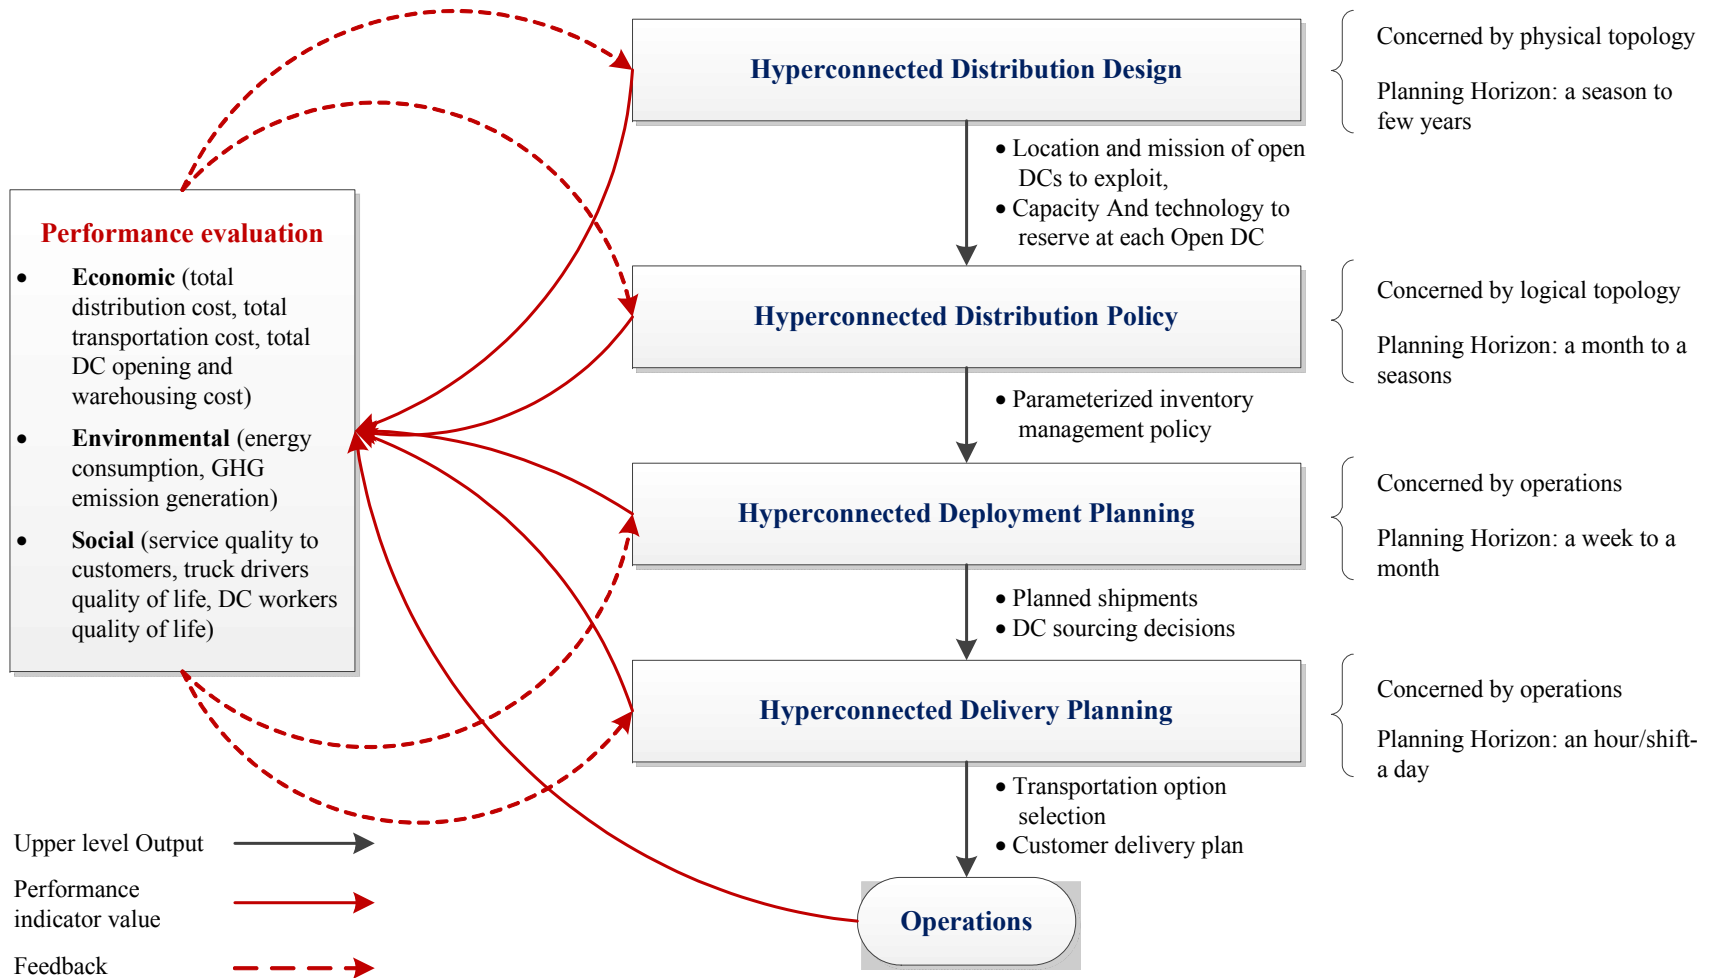 Hyperconnected Distribution Design
Concerned by physical topology
Planning Horizon: a season to
few years
• Location and mission of open
DCs to exploit,
• Capacity And technology to
reserve at each Open DC
Performance evaluation
• Economic (total
distribution cost, total
transportation cost, total
DC opening and
warehousing cost)
• Environmental (energy
consumption, GHG
emission generation)
• Social (service quality to
customers, truck drivers
quality of life, DC workers
quality of life)
Hyperconnected Distribution Policy
Concerned by logical topology
Planning Horizon: a month to a
seasons
• Parameterized inventory
management policy
Hyperconnected Deployment Planning
Concerned by operations
Planning Horizon: a week to a
month
• Planned shipments
• DC sourcing decisions
Hyperconnected Delivery Planning
Concerned by operations
Planning Horizon: an hour/shift-
a day
• Transportation option
selection
• Customer delivery plan
Operations
Upper level Output
Performance
indicator value
Feedback